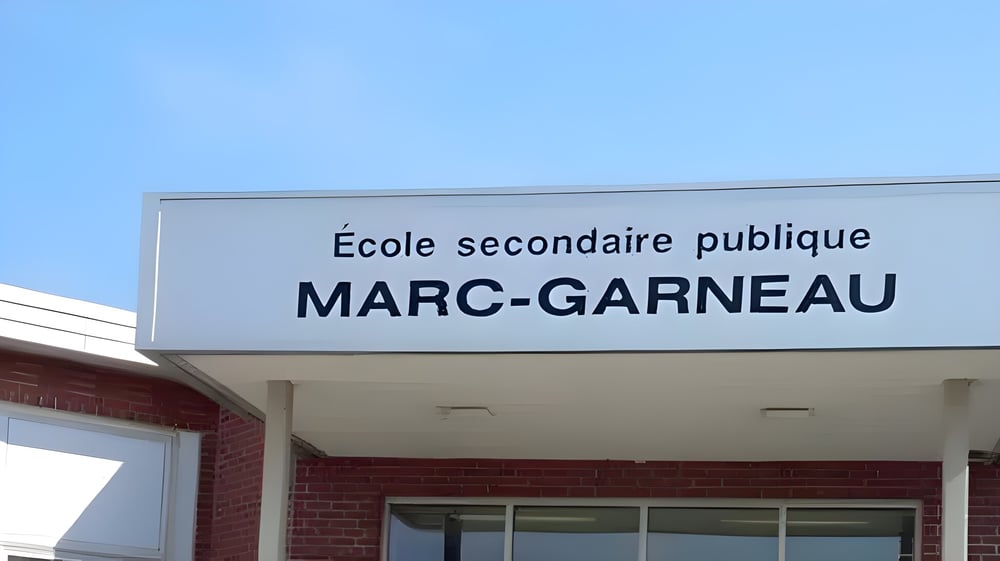 École secondaire publique
MARC-GARNEAU